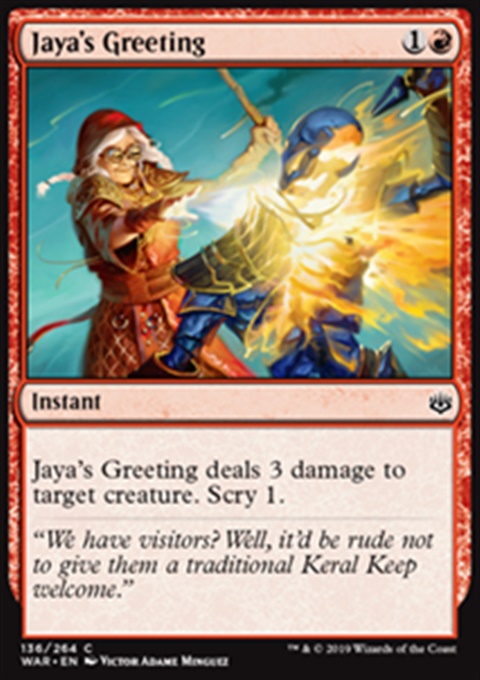 Jaya's Greeting 1
Instant
Jaya's Greeting deals 3 damage to
target creature. Scry 1.
“We have visitors? Well, it'd be rude not
to give them a traditional Keral Keep
welcome.”
136/264 C
WAR • EN Victor Adame Minguez
™ & © 2019 Wizards of the Coast